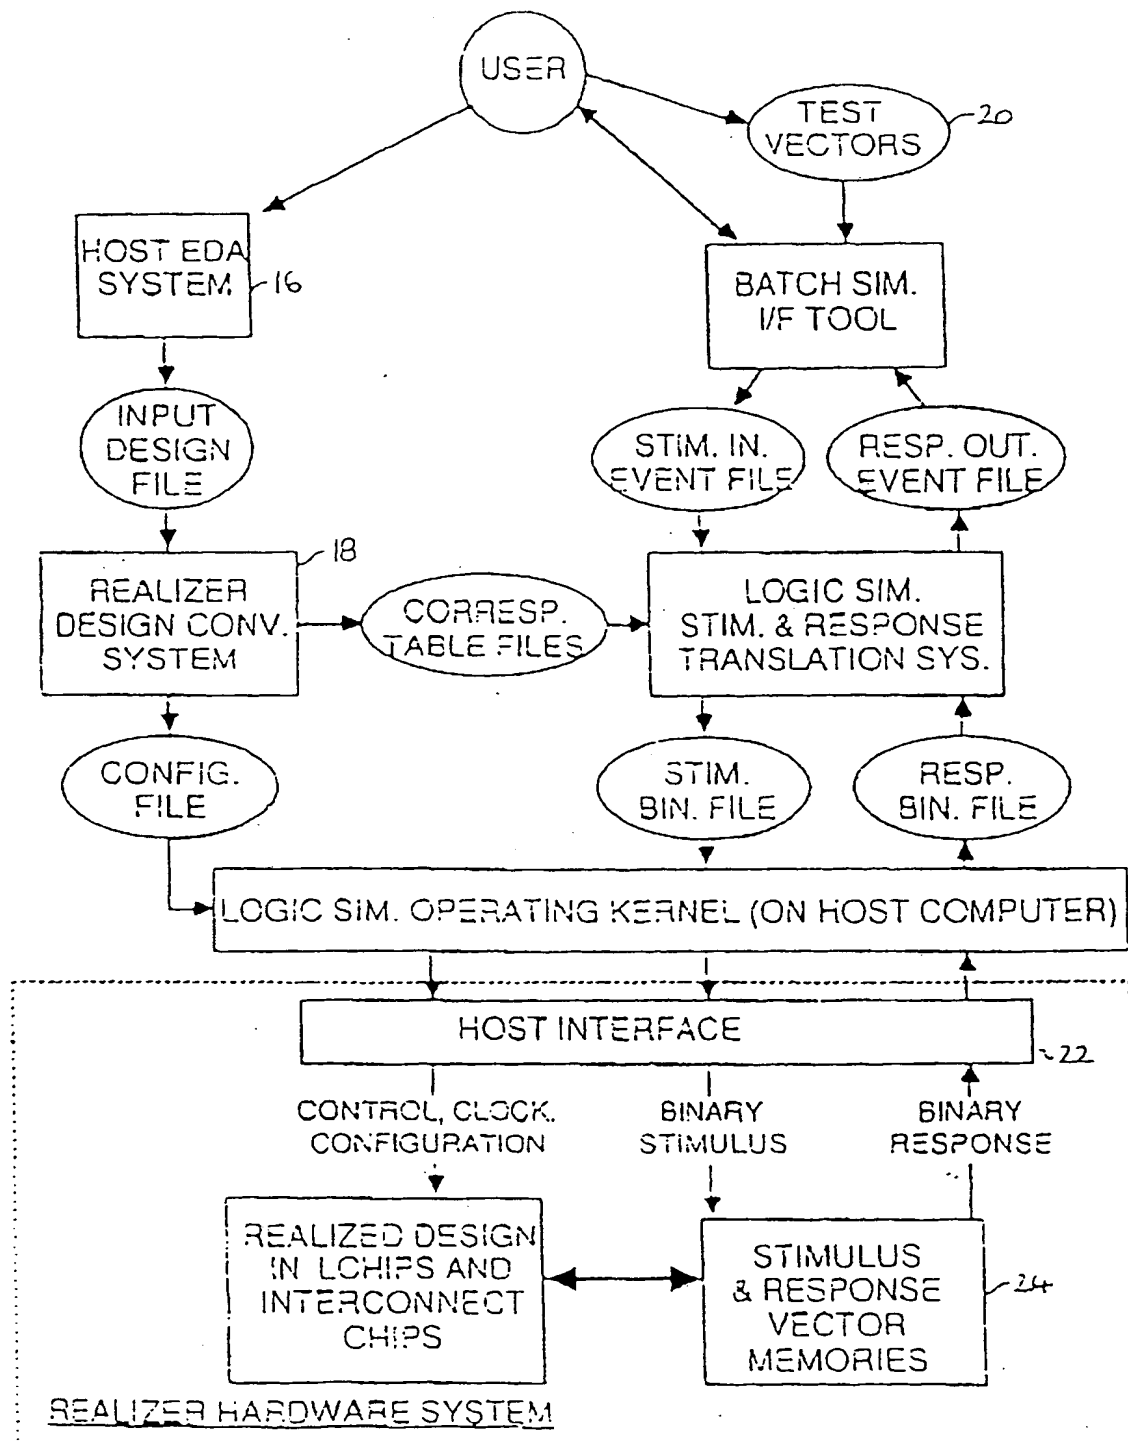 USER
TEST
VECTORS
20
HOST EDA
SYSTEM
16
BATCH SIM.
I/F TOOL
INPUT
DESIGN
FILE
STIM. IN.
EVENT FILE
RESP. OUT.
EVENT FILE
18
REALIZER
DESIGN CONV.
SYSTEM
CORRESP.
TABLE FILES
LOGIC SIM.
STIM. & RESPONSE
TRANSLATION SYS.
CONFIG.
FILE
STIM.
BIN. FILE
RESP.
BIN. FILE
LOGIC SIM. OPERATING KERNEL (ON HOST COMPUTER)
HOST INTERFACE
22
CONTROL, CLOCK.
CONFIGURATION
BINARY
STIMULUS
BINARY
RESPONSE
REALIZED DESIGN
IN LCHIPS AND
INTERCONNECT
CHIPS
STIMULUS
& RESPONSE
VECTOR
MEMORIES
24
REALIZER HARDWARE SYSTEM